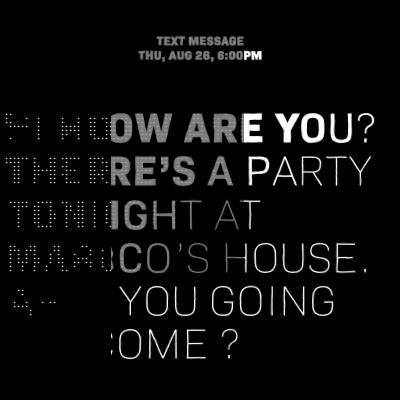 TEXT MESSAGE
THU, AUG 26, 6:00PM
HOW ARE YOU?
THERE'S A PARTY
TONIGHT AT
MARCO'S HOUSE.
YOU GOING
COME ?